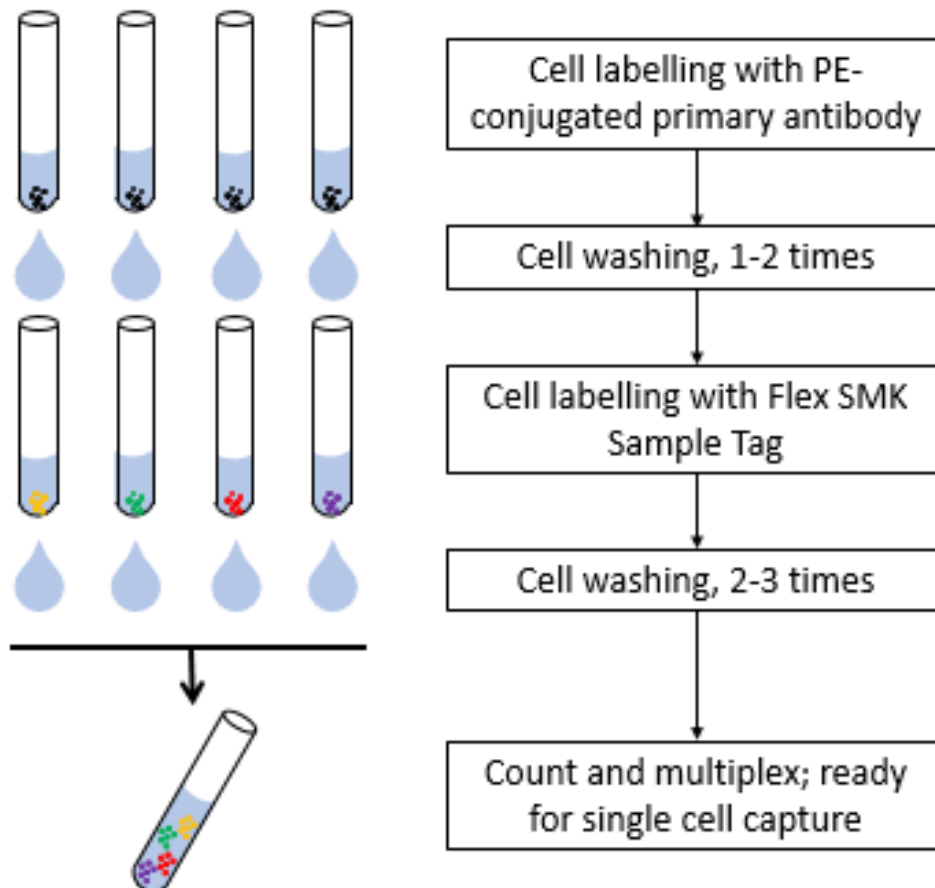 Cell labelling with PE-
conjugated primary antibody
Cell washing, 1-2 times
Cell labelling with Flex SMK
Sample Tag
Cell washing, 2-3 times
Count and multiplex; ready
for single cell capture